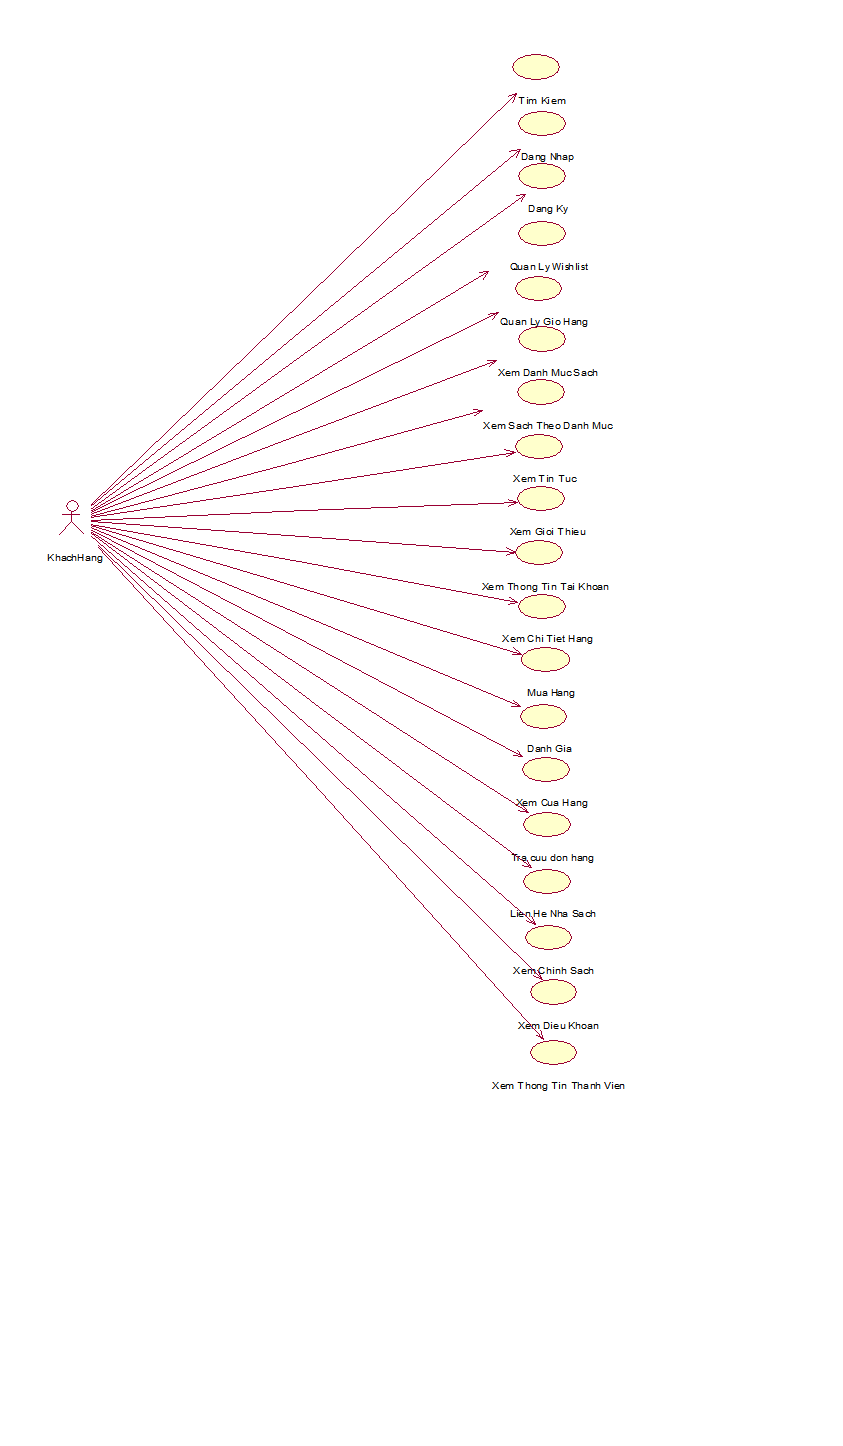 Tim Kiem
Dang Nhap
Dang Ky
Quan Ly Wishlist
Quan Ly Gio Hang
Xem Danh Muc Sach
Xem Sach Theo Danh Muc
Xem Tin Tuc
Xem Gioi Thieu
KhachHang
Xem Thong Tin Tai Khoan
Xem Chi Tiet Hang
Mua Hang
Danh Gia
Xem Cua Hang
Tra cuu don hang
Lien He Nha Sach
Xem Chinh Sach
Xem Dieu Khoan
Xem Thong Tin Thanh Vien